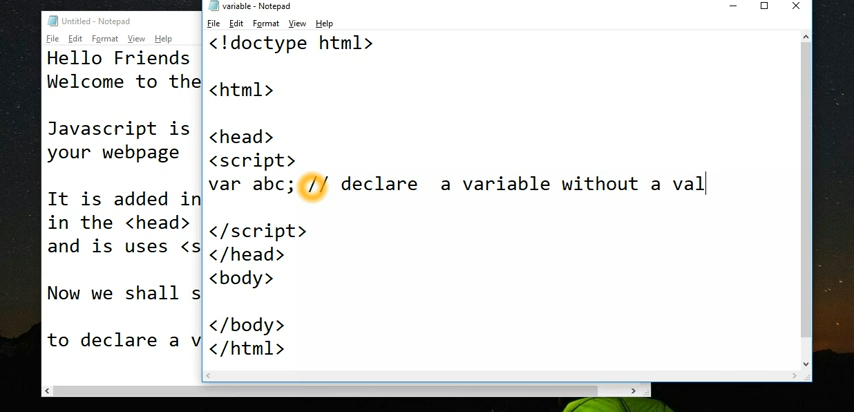 Untitled - Notepad
File Edit Format View Help
Hello Friends
Welcome to the
Javascript is
your webpage
It is added in
in the <head>
and is uses <s
Now we shall s
to declare a v
variable - Notepad
File Edit Format View Help
<!doctype html>
<html>
<head>
<script>
var abc; // declare  a variable without a val
</script>
</head>
<body>
</body>
</html>